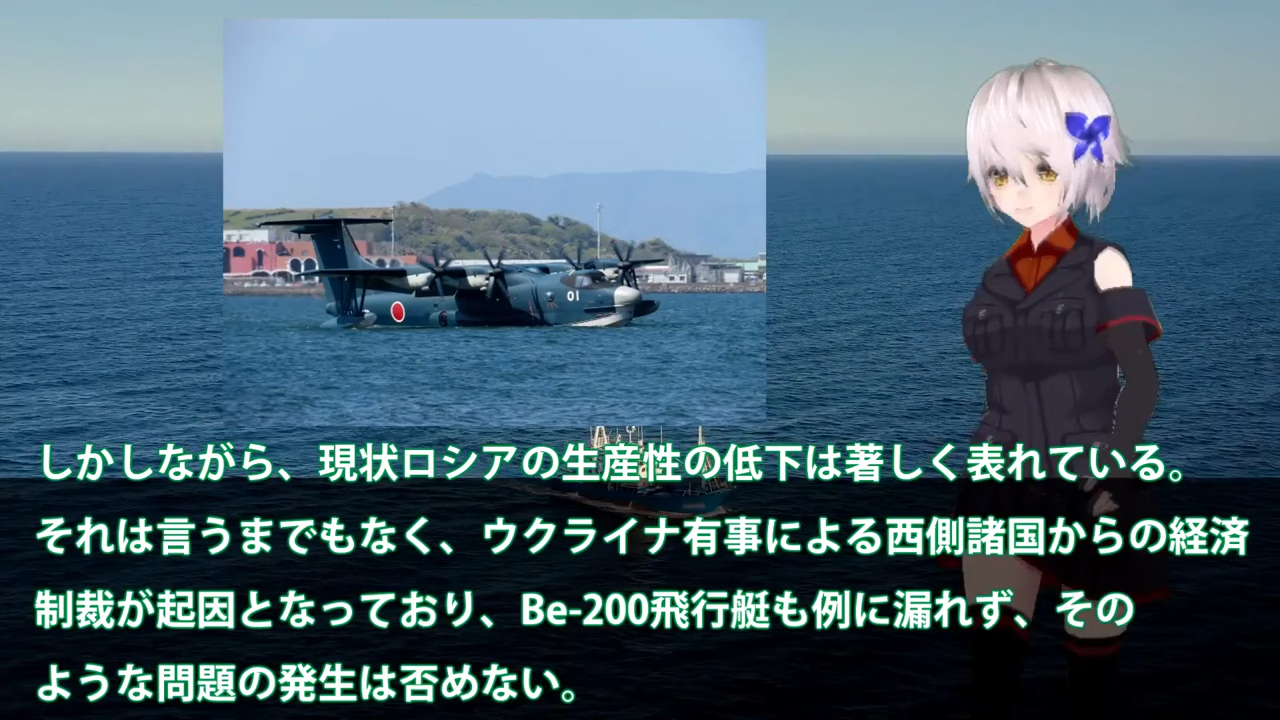 01
しかしながら、現状ロシアの生産性の低下は著しく表れている。
それは言うまでもなく、ウクライナ有事による西側諸国からの経済
制裁が起因となっており、Be-200飛行艇も例に漏れず、その
ような問題の発生は否めない。